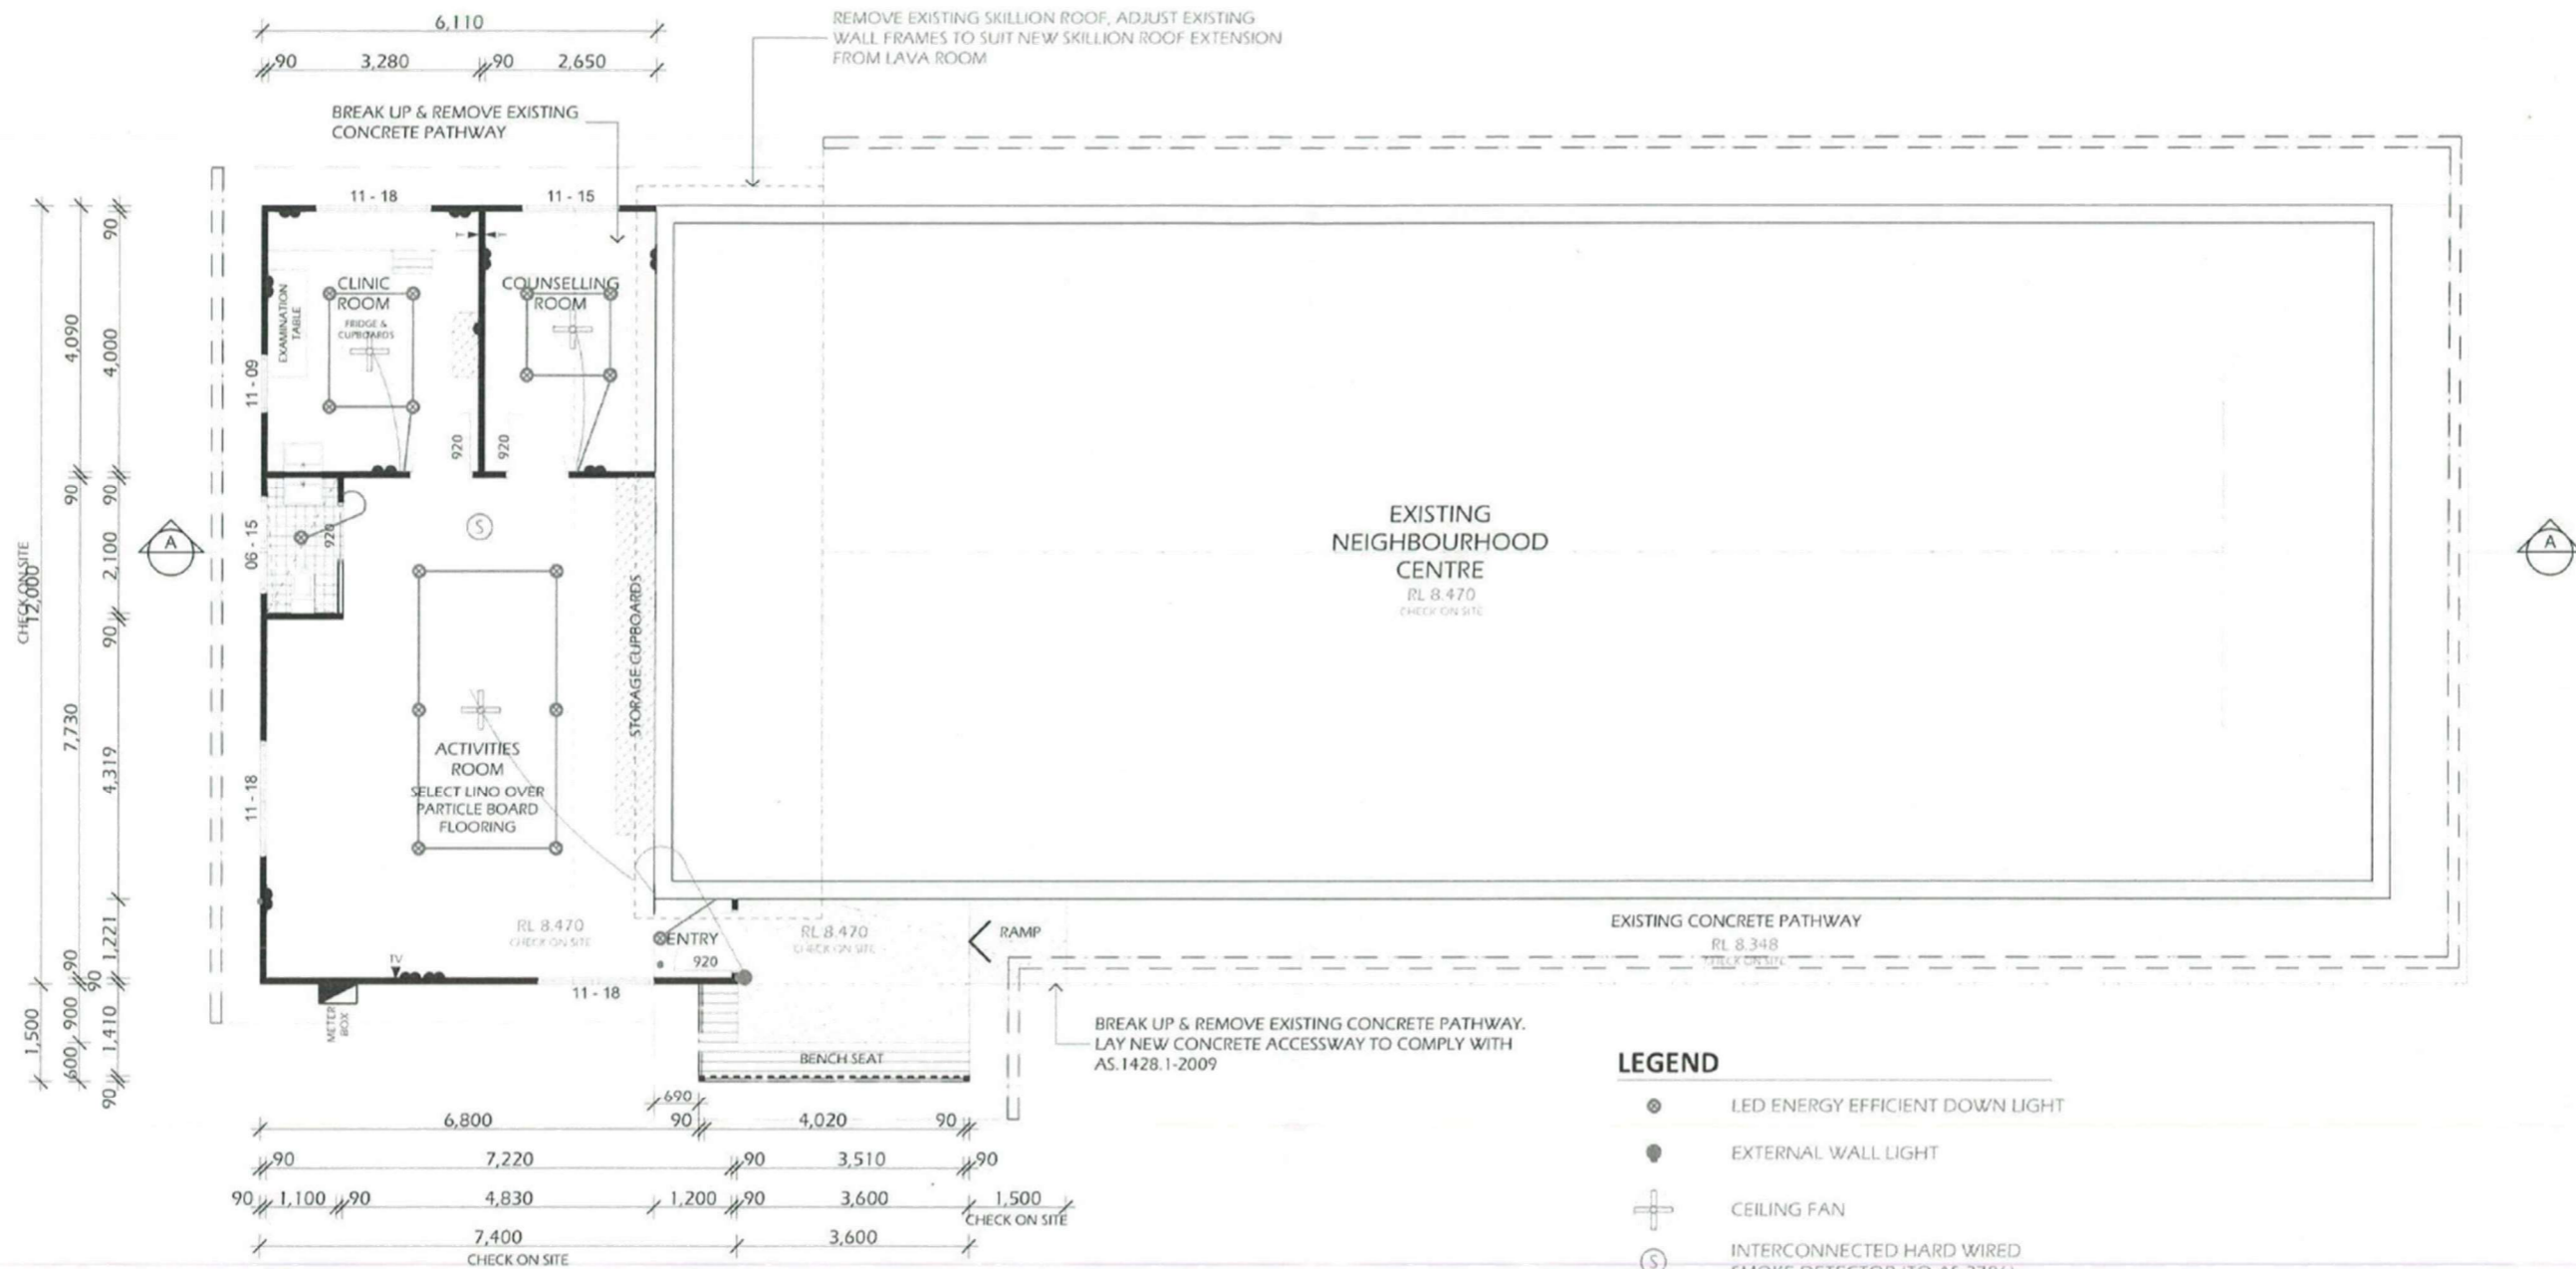 6,110
90 3,280 90 2,650
REMOVE EXISTING SKILLION ROOF, ADJUST EXISTING
WALL FRAMES TO SUIT NEW SKILLION ROOF EXTENSION
FROM LAVA ROOM
BREAK UP & REMOVE EXISTING
CONCRETE PATHWAY
11 - 18
11 - 15
CLINIC
ROOM
FRIDGE &
CUPBOARDS
EXAMINATION
TABLE
COUNSELLING
ROOM
920
920
11 - 09
06 - 15
920
11 - 18
S
STORAGE CUPBOARDS
ACTIVITIES
ROOM
SELECT LINO OVER
PARTICLE BOARD
FLOORING
RL 8.470
CHECK ON SITE
ENTRY
920
RL 8.470
CHECK ON SITE
RAMP
TV
METER
BOX
11 - 18
BENCH SEAT
EXISTING
NEIGHBOURHOOD
CENTRE
RL 8.470
CHECK ON SITE
A
A
EXISTING CONCRETE PATHWAY
RL 8.348
CHECK ON SITE
BREAK UP & REMOVE EXISTING CONCRETE PATHWAY.
LAY NEW CONCRETE ACCESSWAY TO COMPLY WITH
AS.1428.1-2009
CHECK ON SITE
12,000
1,500
4,090
90
7,730
90
900
600
90
4,000
90
2,100
90
4,319
1,221
90
1,410
90
690
6,800 90 4,020 90
90 7,220 90 3,510 90
90 1,100 90 4,830 1,200 90 3,600 1,500
CHECK ON SITE
7,400 3,600
CHECK ON SITE
LEGEND
LED ENERGY EFFICIENT DOWN LIGHT
EXTERNAL WALL LIGHT
CEILING FAN
S INTERCONNECTED HARD WIRED
SMOKE DETECTOR (TO AS 3786)